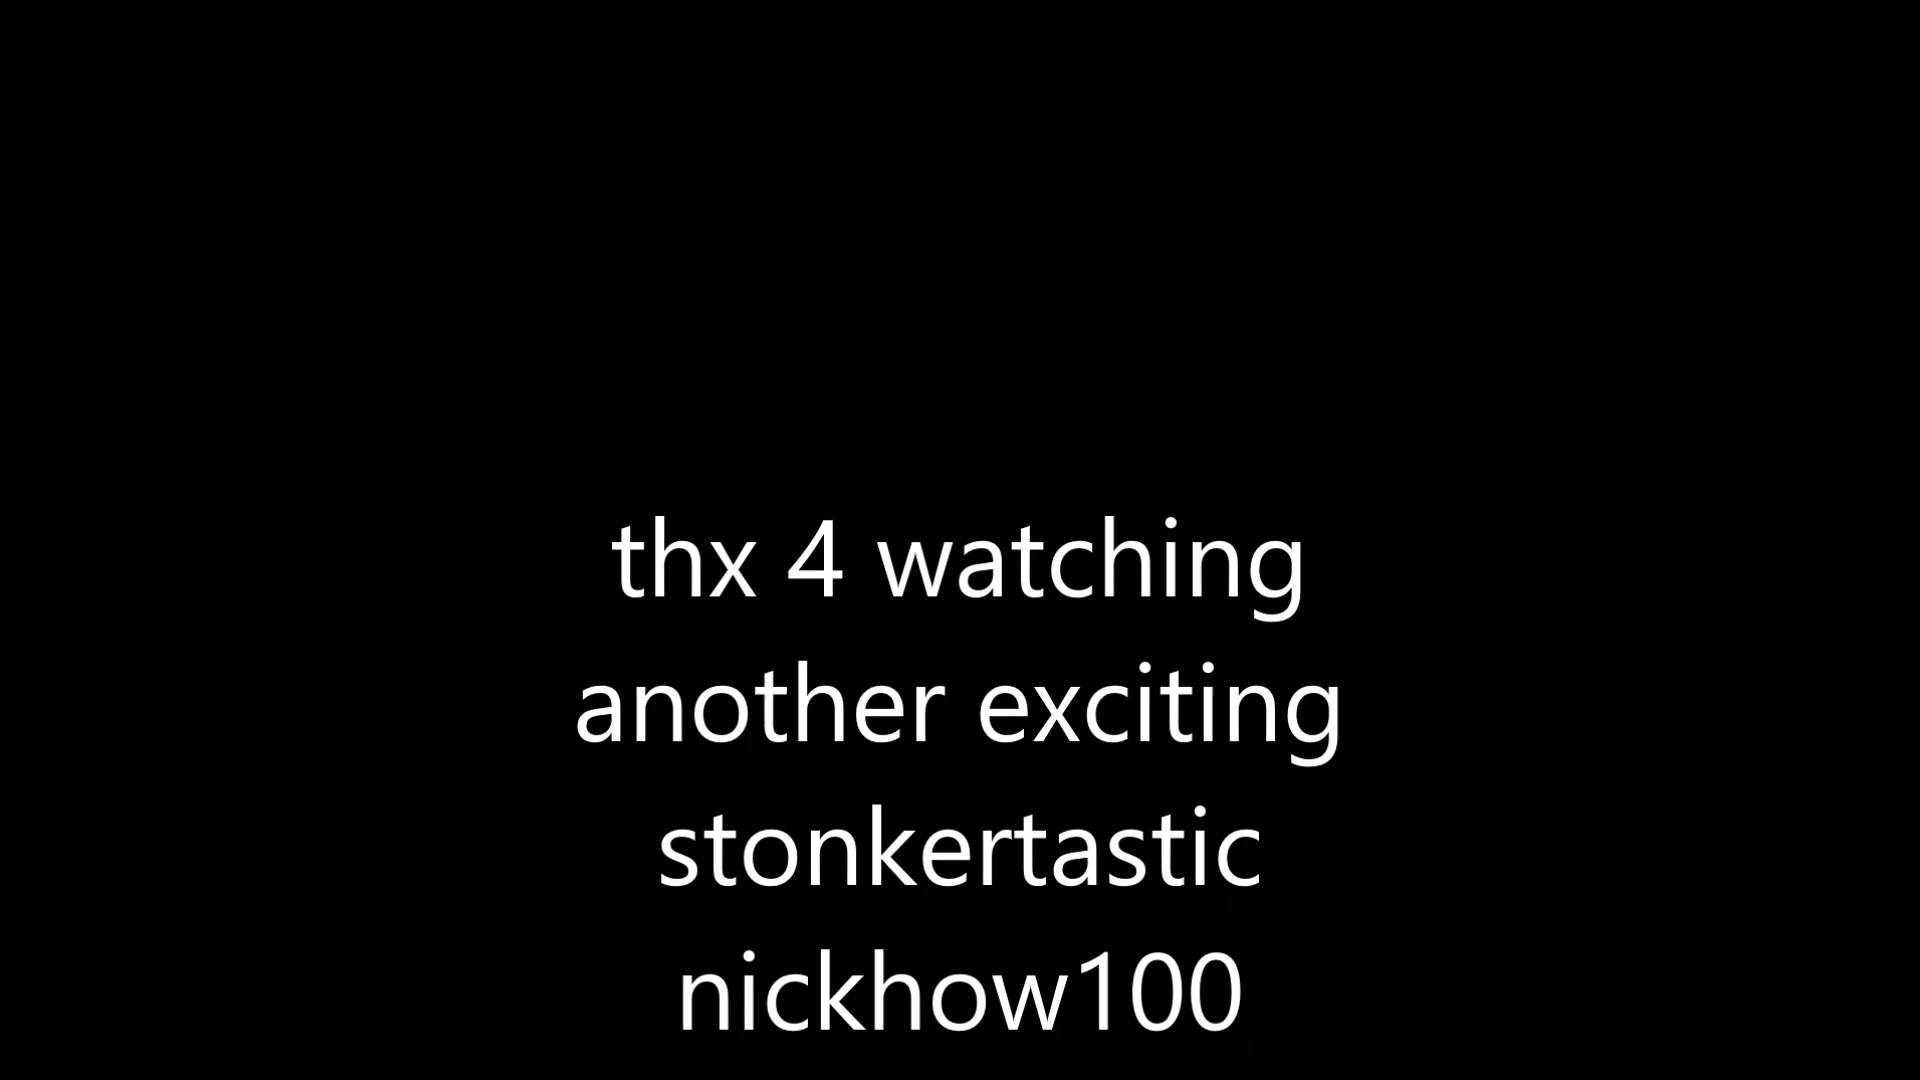 thx 4 watching
another exciting
stonkertastic
nickhow100